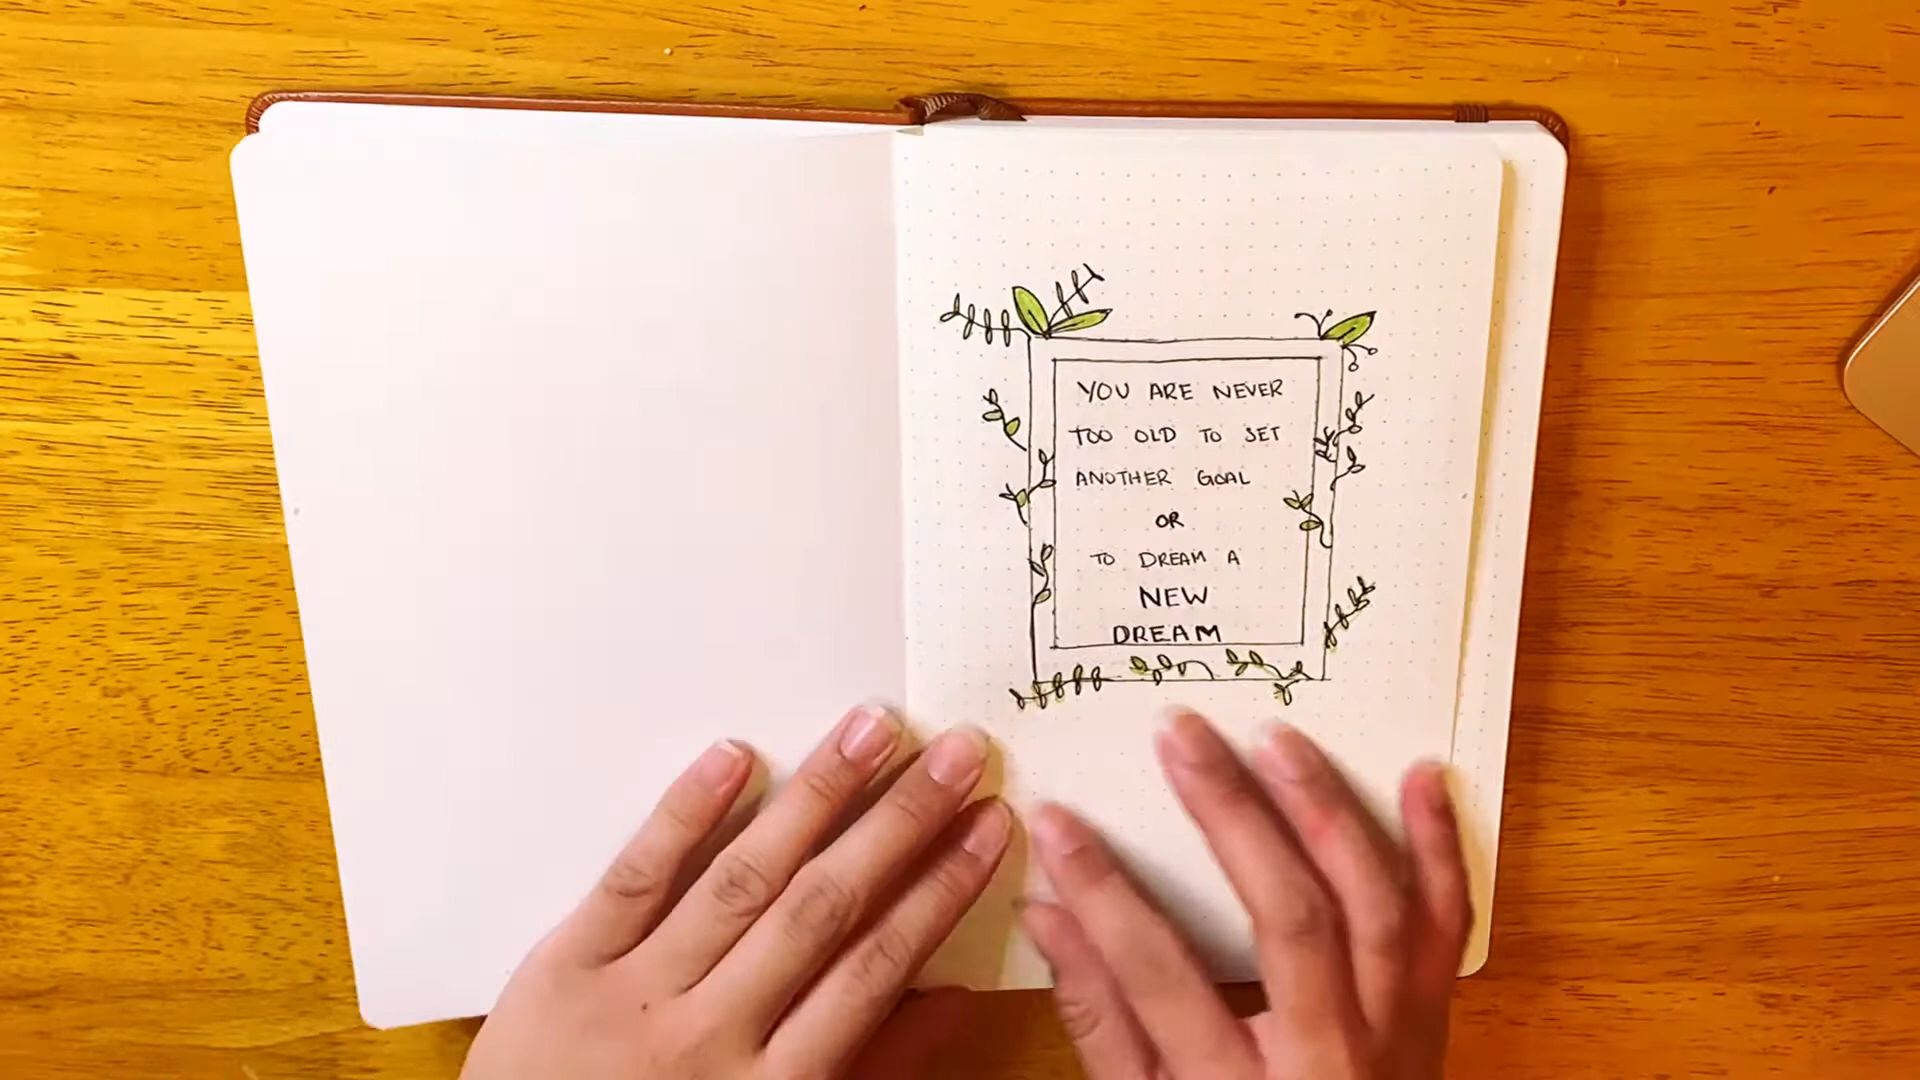 YOU ARE NEVER
TOO OLD TO SET
ANOTHER GOAL
OR
TO DREAM A
NEW
DREAM